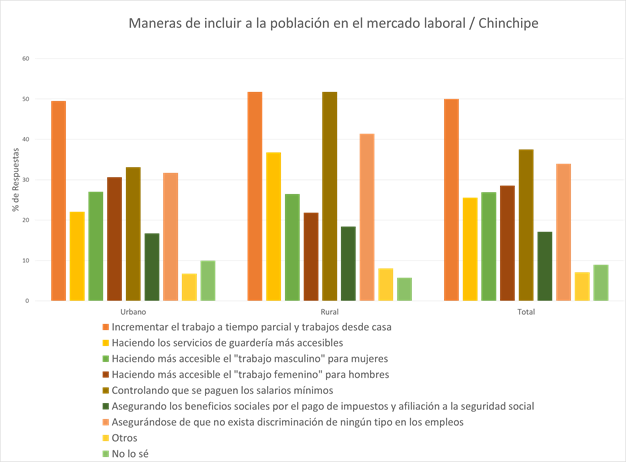 Maneras de incluir a la población en el mercado laboral / Chinchipe
60
50
40
30
20
10
0
% de Respuestas
Urbano
Rural
Total
Incrementar el trabajo a tiempo parcial y trabajos desde casa
Haciendo los servicios de guardería más accesibles
Haciendo más accesible el "trabajo masculino" para mujeres
Haciendo más accesible el "trabajo femenino" para hombres
Controlando que se paguen los salarios mínimos
Asegurando los beneficios sociales por el pago de impuestos y afiliación a la seguridad social
Asegurándose de que no exista discriminación de ningún tipo en los empleos
Otros
No lo sé